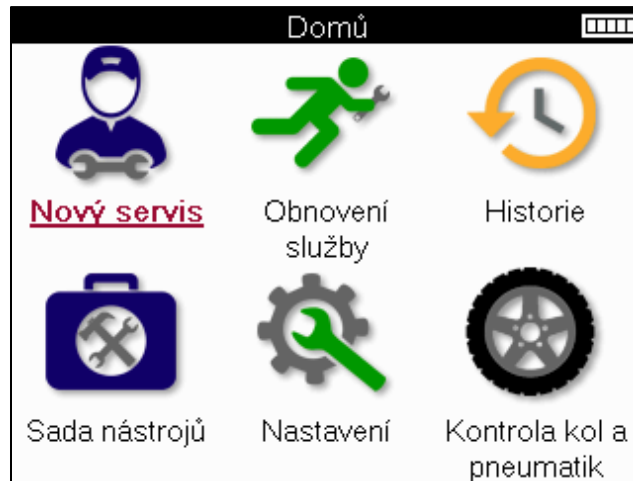 Domů
Nový servis
Obnovení
služby
Historie
Sada nástrojů
Nastavení
Kontrola kol a
pneumatik